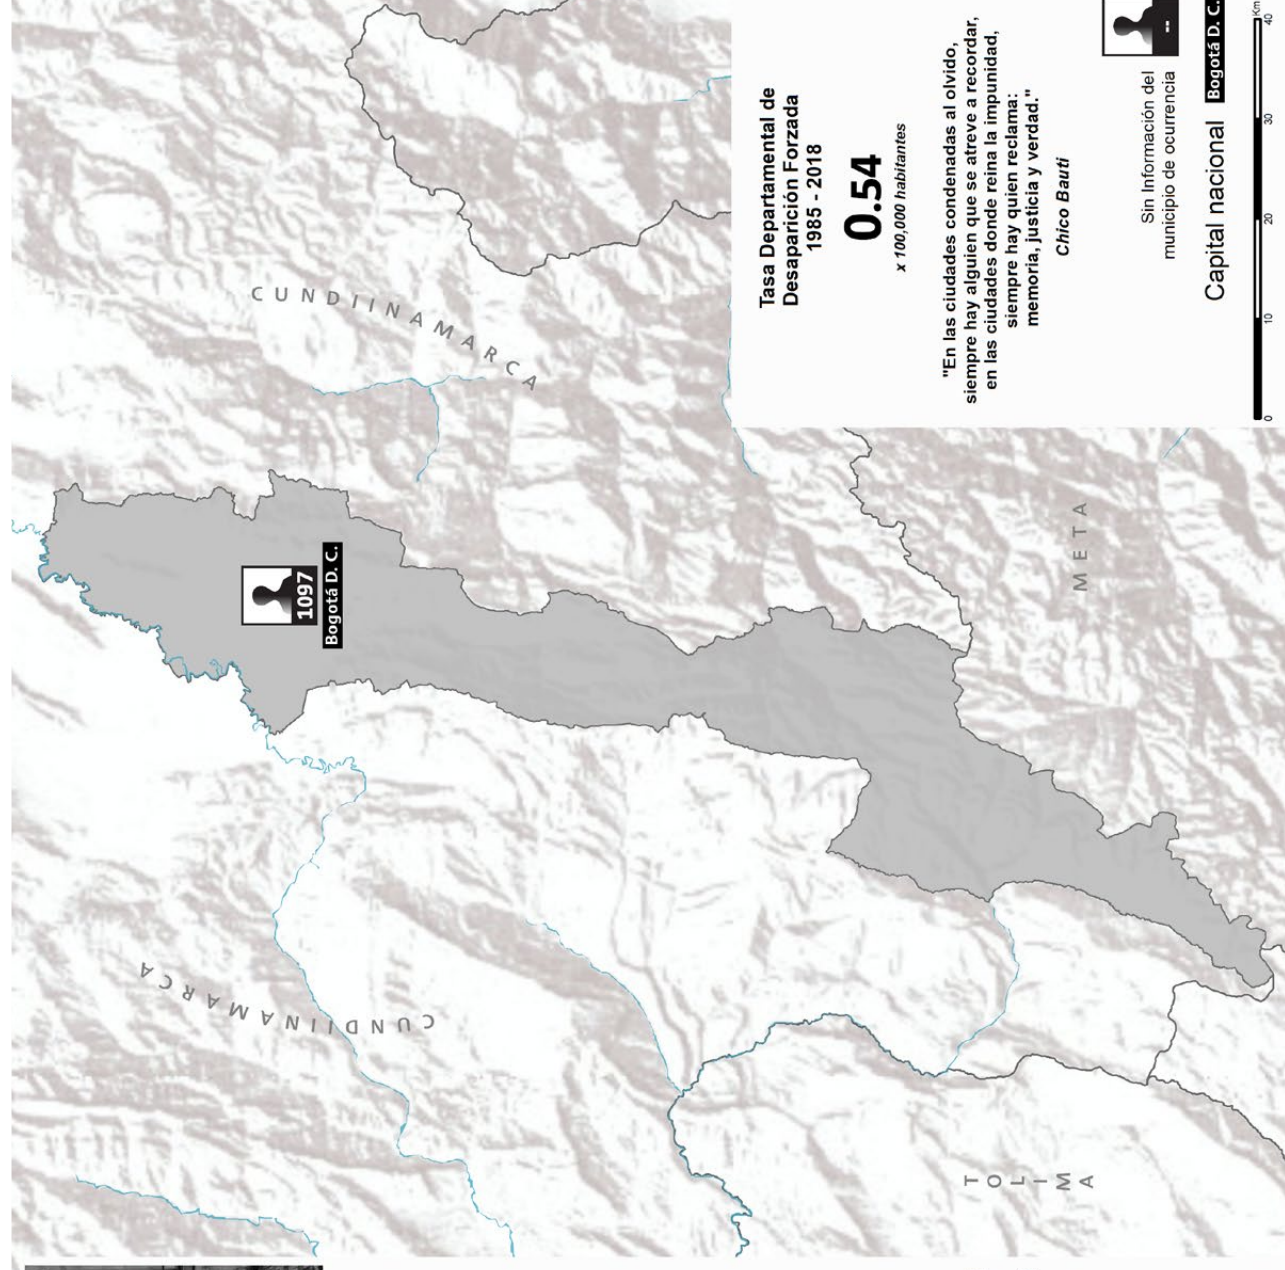 CUNDIINAMARCA
1097
Bogotá D. C.
CUNDIINAMARCA
META
TOLIMA
Tasa Departamental de
Desaparición Forzada
1985 - 2018
0.54
x 100,000 habitantes
"En las ciudades condenadas al olvido,
siempre hay alguien que se atreve a recordar,
en las ciudades donde reina la impunidad,
siempre hay quien reclama:
memoria, justicia y verdad."
Chico Bauti
Sin Información del
municipio de ocurrencia
--
Capital nacional
Bogotá D. C.
0 10 20 30 40
Km